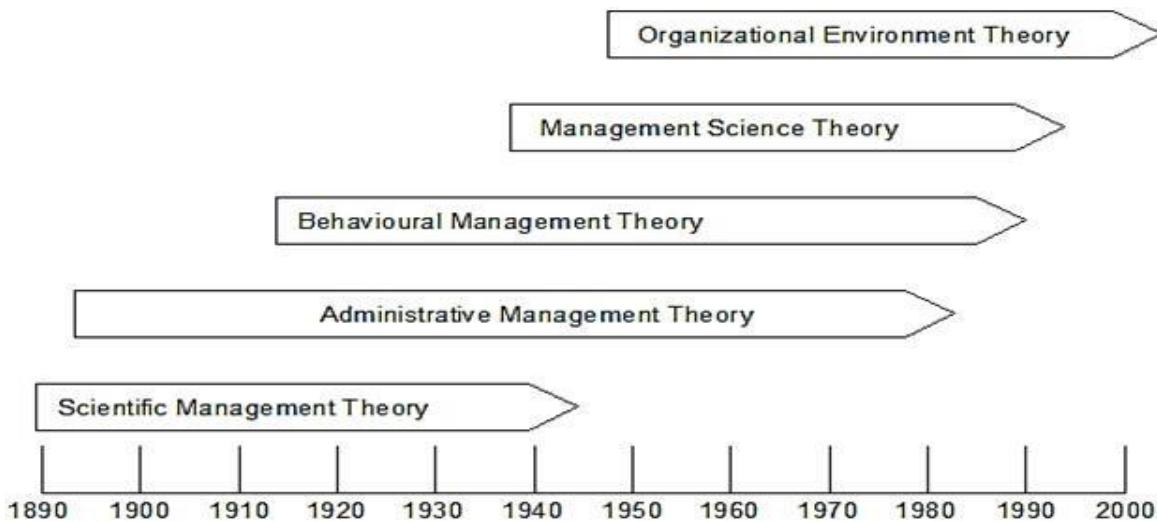 Organizational Environment Theory
Management Science Theory
Behavioural Management Theory
Administrative Management Theory
Scientific Management Theory
1890 1900 1910 1920 1930 1940 1950 1960 1970 1980 1990 2000